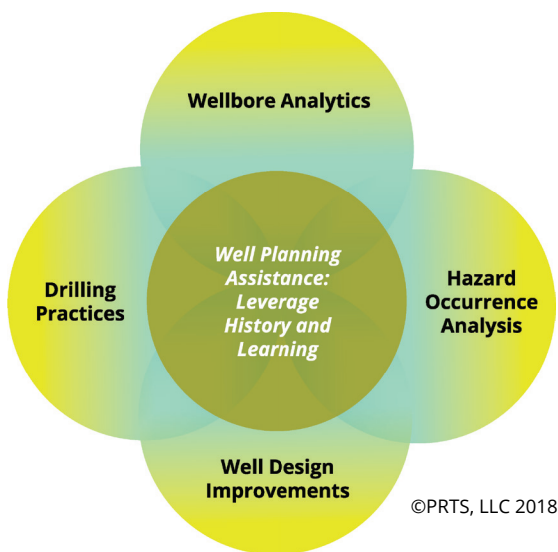 Wellbore Analytics
Drilling
Practices
Well Planning
Assistance:
Leverage
History and
Learning
Hazard
Occurrence
Analysis
Well Design
Improvements
©PRTS, LLC 2018